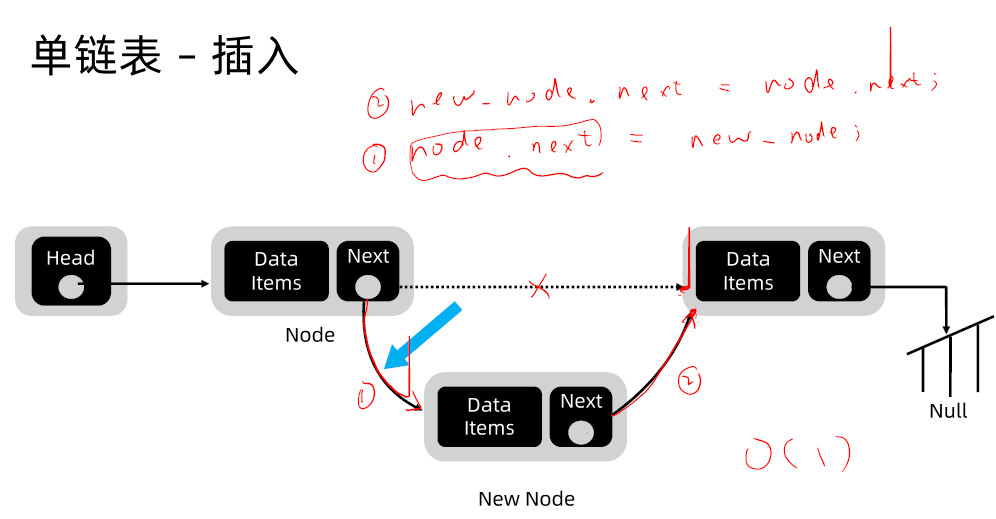 单链表 – 插入
② new_node.next = node.next;
① node.next = new_node;
Head
Data
Items
Next
Data
Items
Next
Node
①
②
Data
Items
Next
Null
O(1)
New Node